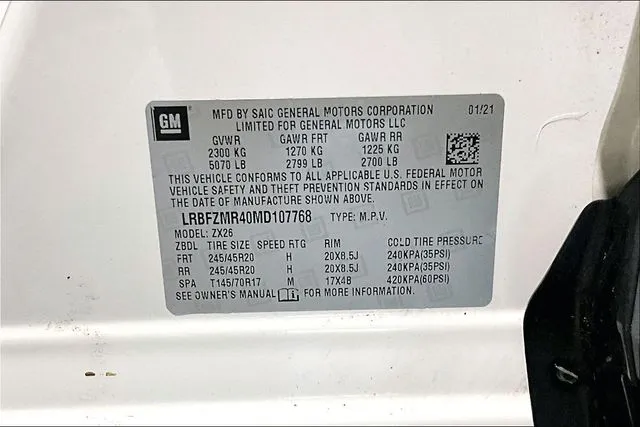 GM
MFD BY SAIC GENERAL MOTORS CORPORATION 01/21
LIMITED FOR GENERAL MOTORS LLC
GVWR GAWR FRT GAWR RR
2300 KG 1270 KG 1225 KG
5070 LB 2799 LB 2700 LB
THIS VEHICLE CONFORMS TO ALL APPLICABLE U.S. FEDERAL MOTOR
VEHICLE SAFETY AND THEFT PREVENTION STANDARDS IN EFFECT ON
THE DATE OF MANUFACTURE SHOWN ABOVE.
LRBFZMR40MD107768 TYPE: M.P.V.
MODEL: ZX26
ZBDL TIRE SIZE SPEED RTG RIM COLD TIRE PRESSURE
FRT 245/45R20 H 20X8.5J 240KPA(35PSI)
RR 245/45R20 H 20X8.5J 240KPA(35PSI)
SPA T145/70R17 M 17X4B 420KPA(60PSI)
SEE OWNER'S MANUAL FOR MORE INFORMATION.